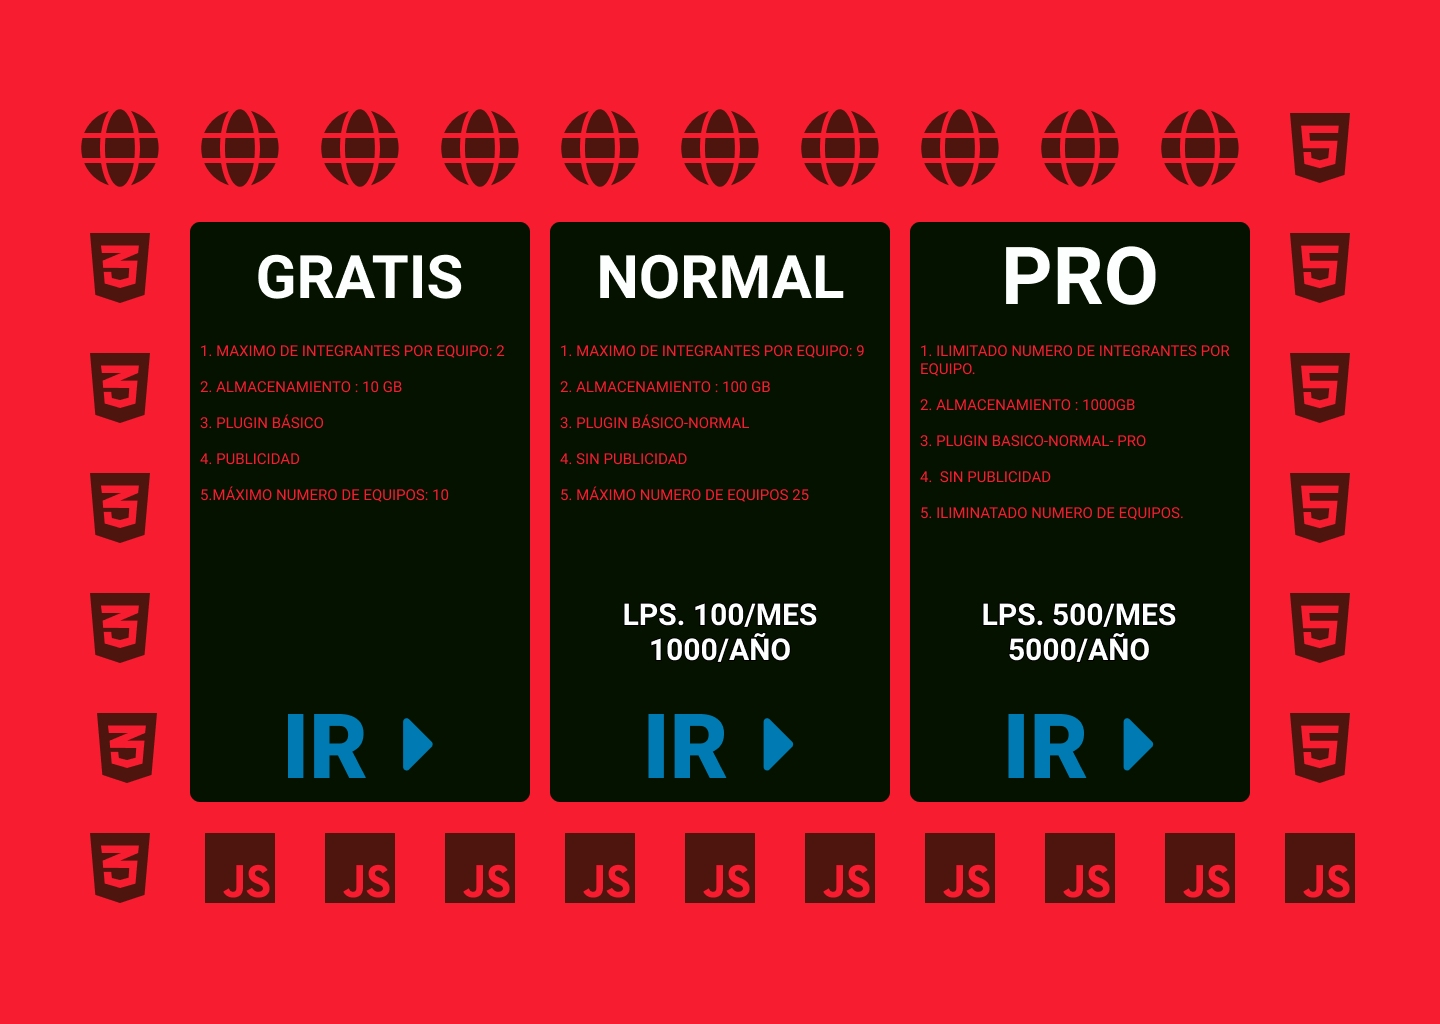 GRATIS
1. MAXIMO DE INTEGRANTES POR EQUIPO: 2
2. ALMACENAMIENTO : 10 GB
3. PLUGIN BÁSICO
4. PUBLICIDAD
5.MÁXIMO NUMERO DE EQUIPOS: 10
IR
NORMAL
1. MAXIMO DE INTEGRANTES POR EQUIPO: 9
2. ALMACENAMIENTO : 100 GB
3. PLUGIN BÁSICO-NORMAL
4. SIN PUBLICIDAD
5. MÁXIMO NUMERO DE EQUIPOS 25
LPS. 100/MES
1000/AÑO
IR
PRO
1. ILIMITADO NUMERO DE INTEGRANTES POR
EQUIPO.
2. ALMACENAMIENTO : 1000GB
3. PLUGIN BASICO-NORMAL- PRO
4.  SIN PUBLICIDAD
5. ILIMINATADO NUMERO DE EQUIPOS.
LPS. 500/MES
5000/AÑO
IR
JS JS JS JS JS JS JS JS JS JS